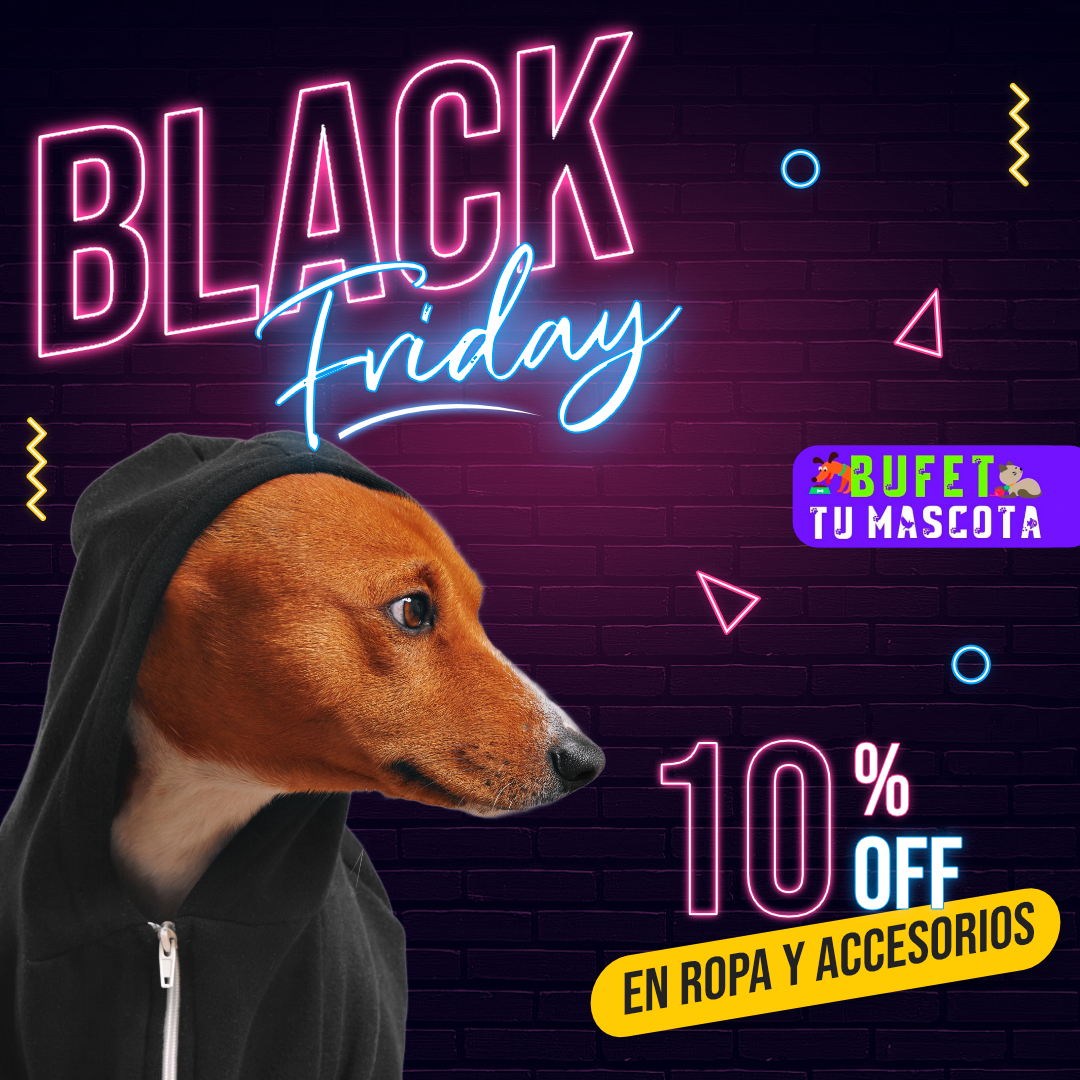 BLACK
Friday
BUFET
TU MASCOTA
10%
OFF
EN ROPA Y ACCESORIOS